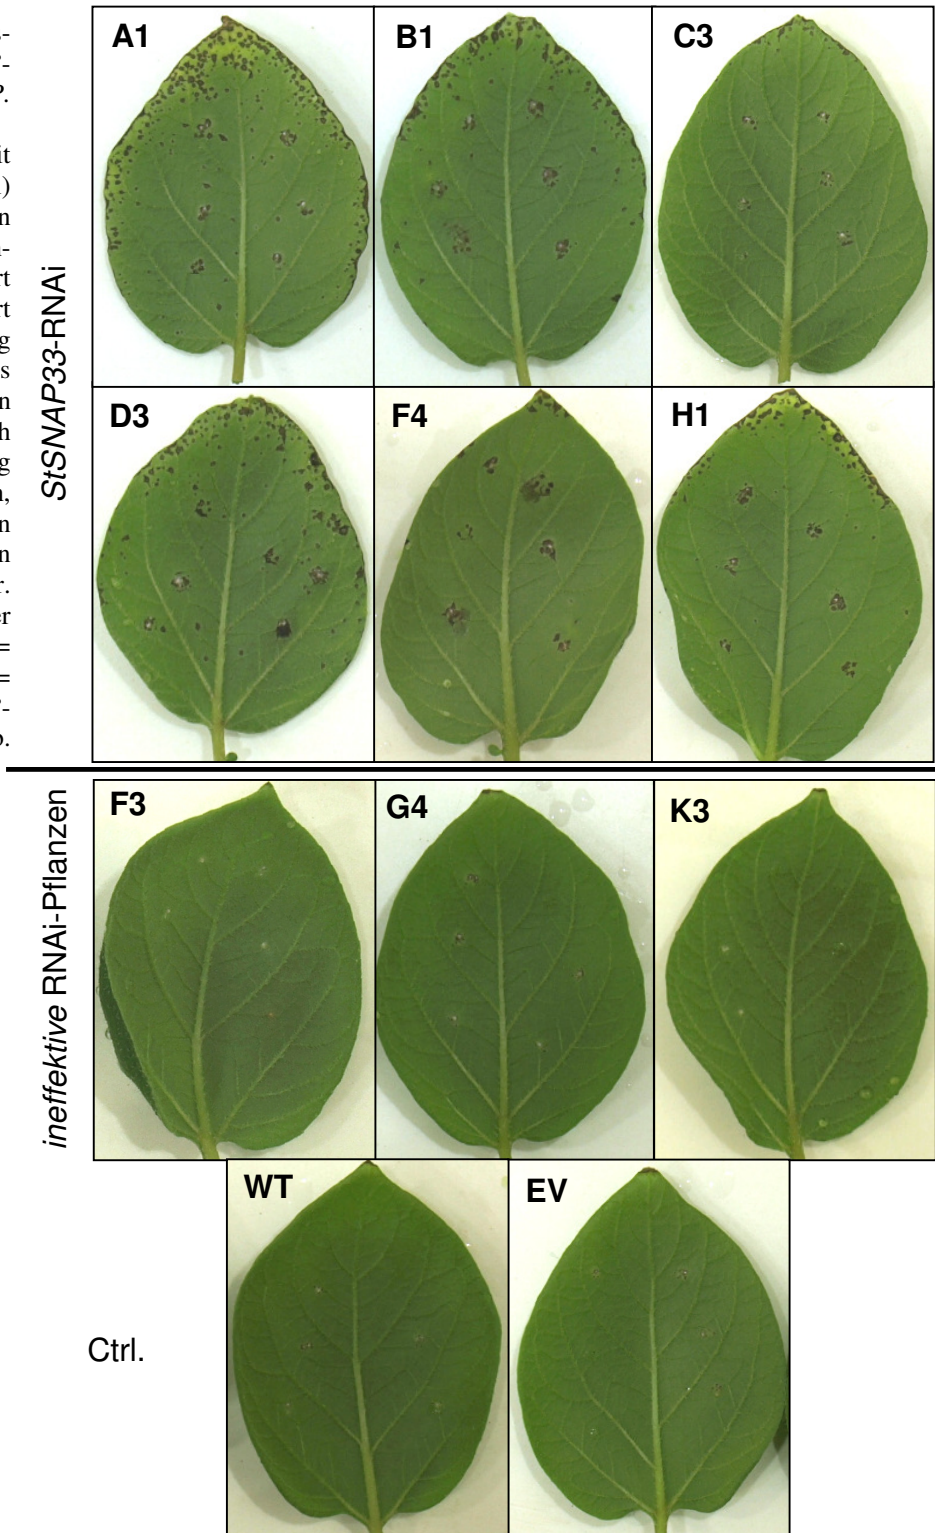 A1
B1
C3
StSNAP33-RNAi
D3
F4
H1
F3
G4
K3
ineffektive RNAi-Pflanzen
WT
EV
Ctrl.